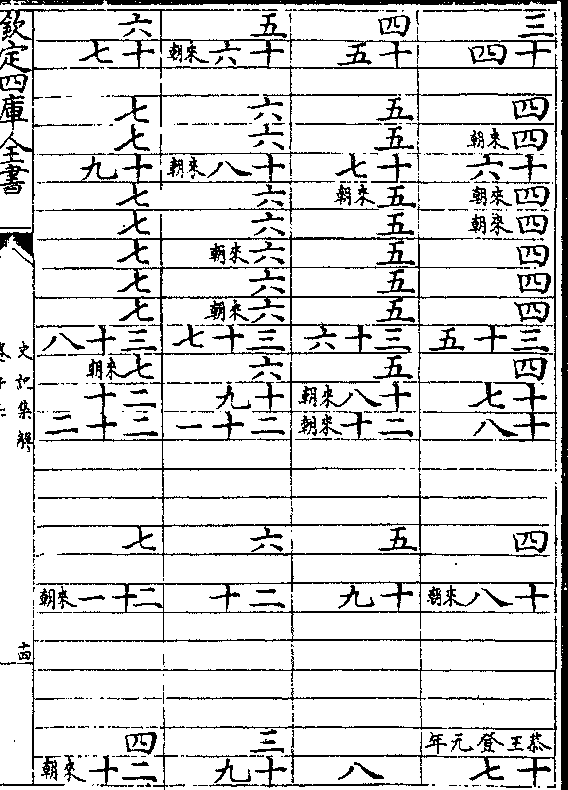 三
十四
四
四來朝
十六
四來朝
四來朝
四
四
四
三十五
四
十七
十八
四
十八來朝
恭王登元年
十七
四
十五
五
五
十七
五來朝
五
五
五
五
三十六
五
十八來朝
二十來朝
五
十九
八
五
十六來朝
六
六
十八來朝
六
六
六來朝
六
六來朝
三十七
六
十九
二十一
六
二十
三
十九
六
十七
七
七
十九
七
七
七
七
七
三十八
七來朝
二十
二十二
七
二十一來朝
四
二十來朝
欽定四庫全書
史記集解
十四